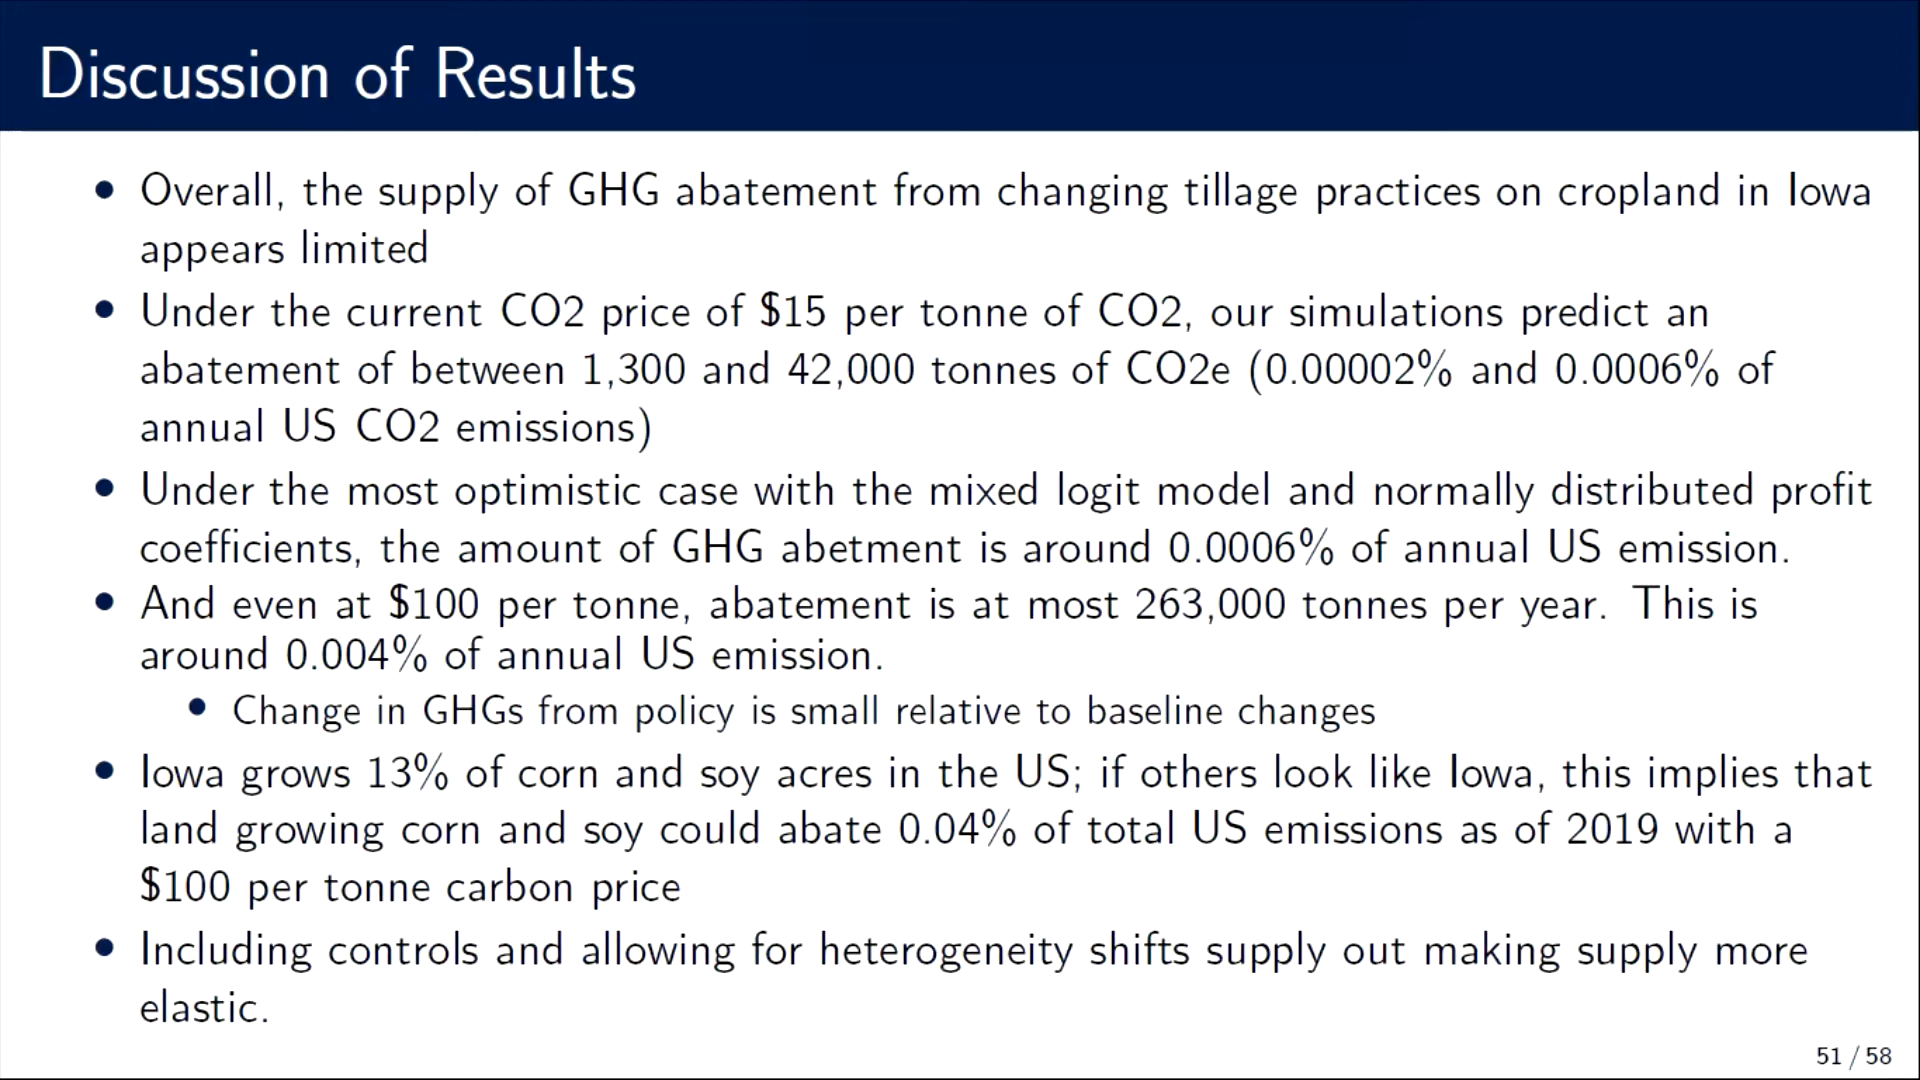 Discussion of Results
• Overall, the supply of GHG abatement from changing tillage practices on cropland in Iowa
appears limited
• Under the current CO2 price of $15 per tonne of CO2, our simulations predict an
abatement of between 1,300 and 42,000 tonnes of CO2e (0.00002% and 0.0006% of
annual US CO2 emissions)
• Under the most optimistic case with the mixed logit model and normally distributed profit
coefficients, the amount of GHG abetment is around 0.0006% of annual US emission.
• And even at $100 per tonne, abatement is at most 263,000 tonnes per year. This is
around 0.004% of annual US emission.
• Change in GHGs from policy is small relative to baseline changes
• Iowa grows 13% of corn and soy acres in the US; if others look like Iowa, this implies that
land growing corn and soy could abate 0.04% of total US emissions as of 2019 with a
$100 per tonne carbon price
• Including controls and allowing for heterogeneity shifts supply out making supply more
elastic.
51 / 58